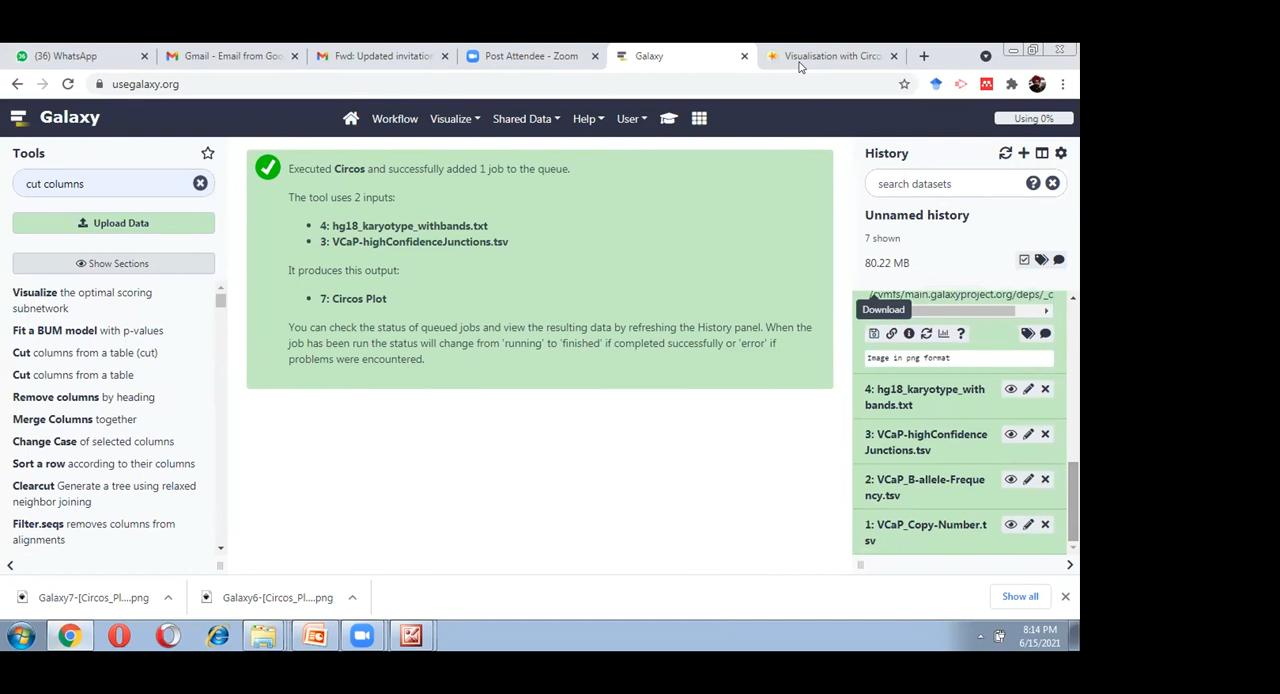 (36) WhatsApp
Gmail - Email from Goo
Fwd: Updated invitatio
Post Attendee - Zoom
Galaxy
Visualisation with Circo
usegalaxy.org
Galaxy
Workflow
Visualize
Shared Data
Help
User
Using 0%
Tools
cut columns
Upload Data
Show Sections
Visualize the optimal scoring
subnetwork
Fit a BUM model with p-values
Cut columns from a table (cut)
Cut columns from a table
Remove columns by heading
Merge Columns together
Change Case of selected columns
Sort a row according to their columns
Clearcut Generate a tree using relaxed
neighbor joining
Filter.seqs removes columns from
alignments
Executed Circos and successfully added 1 job to the queue.
The tool uses 2 inputs:
• 4: hg18_karyotype_withbands.txt
• 3: VCaP-highConfidenceJunctions.tsv
It produces this output:
• 7: Circos Plot
You can check the status of queued jobs and view the resulting data by refreshing the History panel. When the
job has been run the status will change from 'running' to 'finished' if completed successfully or 'error' if
problems were encountered.
History
search datasets
Unnamed history
7 shown
80.22 MB
/cvmfs/main.galaxyproject.org/deps/_c
Download
Image in png format
4: hg18_karyotype_with
bands.txt
3: VCaP-highConfidence
Junctions.tsv
2: VCaP_B-allele-Freque
ncy.tsv
1: VCaP_Copy-Number.t
sv
Galaxy7-[Circos_Pl....png
Galaxy6-[Circos_Pl....png
Show all
8:14 PM
6/15/2021